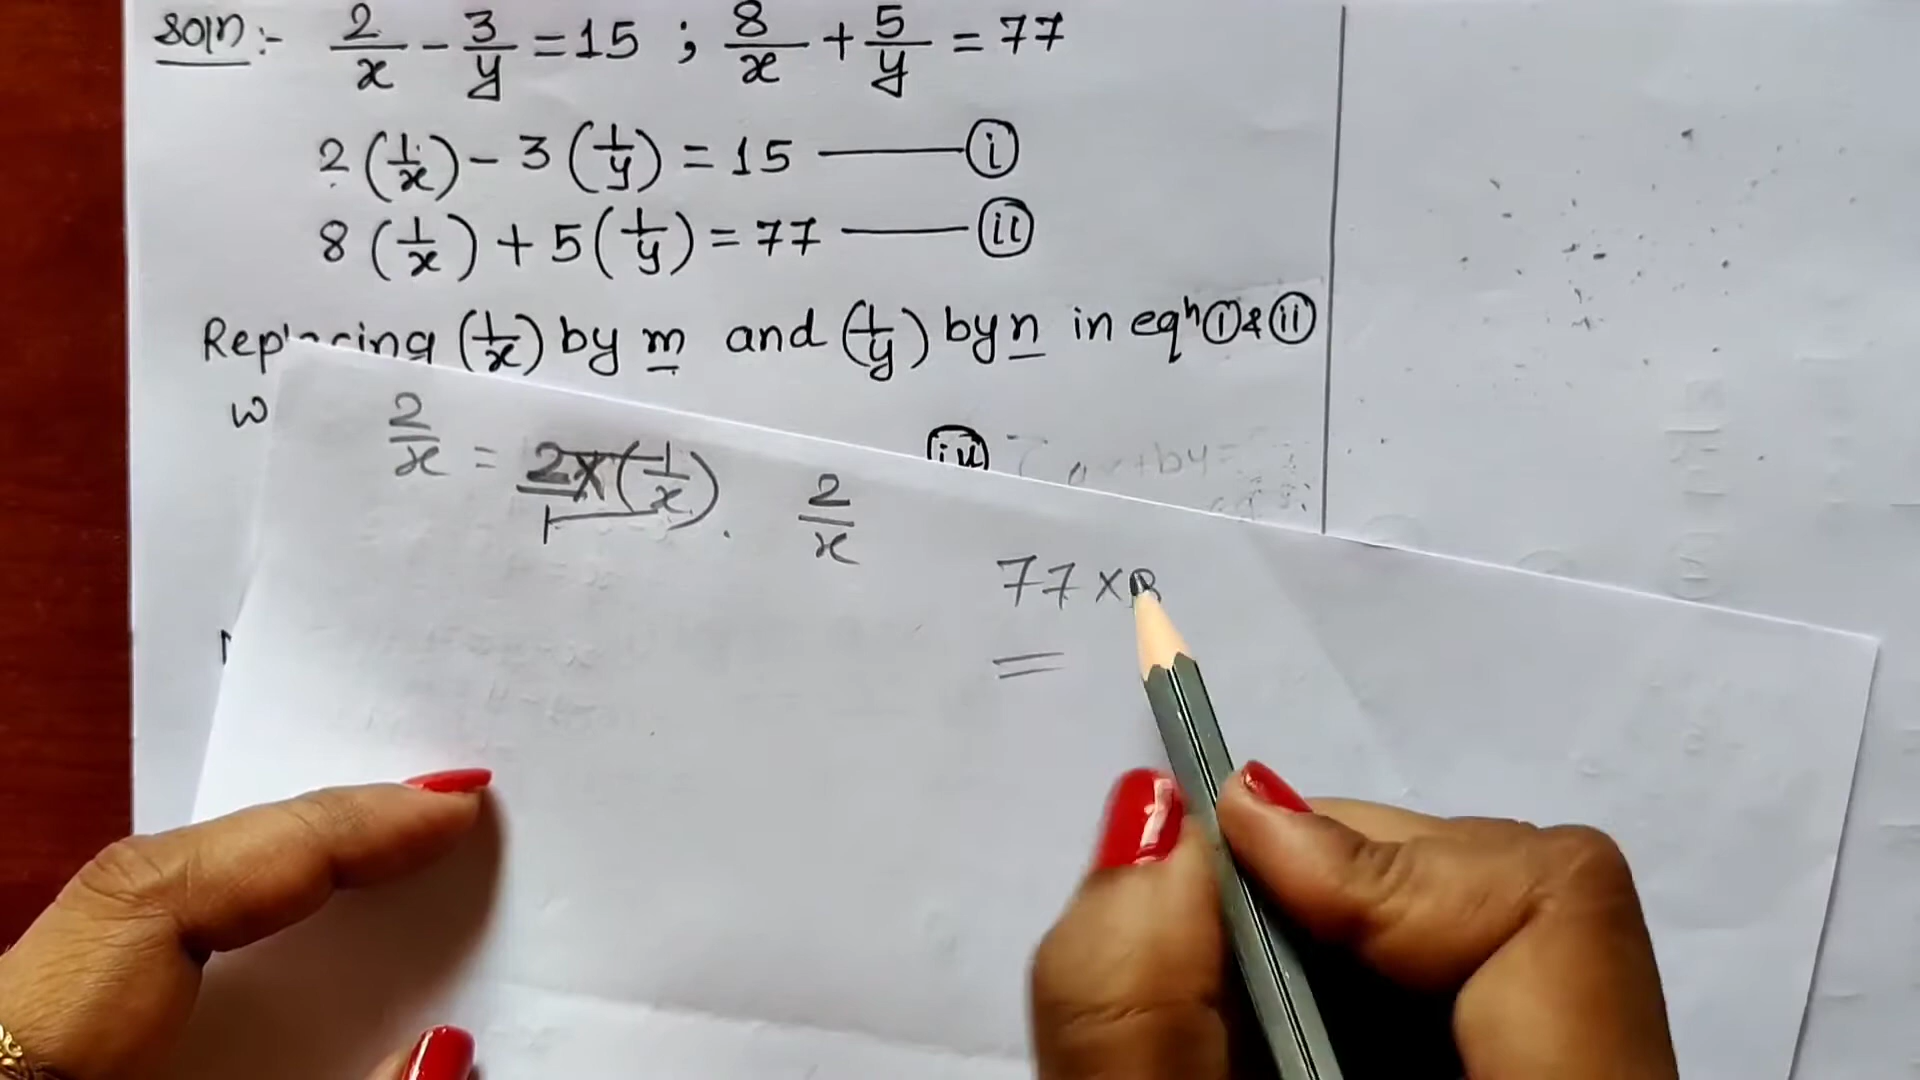 soln:- 2/x - 3/y = 15 ; 8/x + 5/y = 77
2(1/x) - 3(1/y) = 15 —— (i)
8(1/x) + 5(1/y) = 77 —— (ii)
Replacing (1/x) by m and (1/y) by n in eqn (i) & (ii)
2/x = 2×(1/x). 2/x
77 ×
=